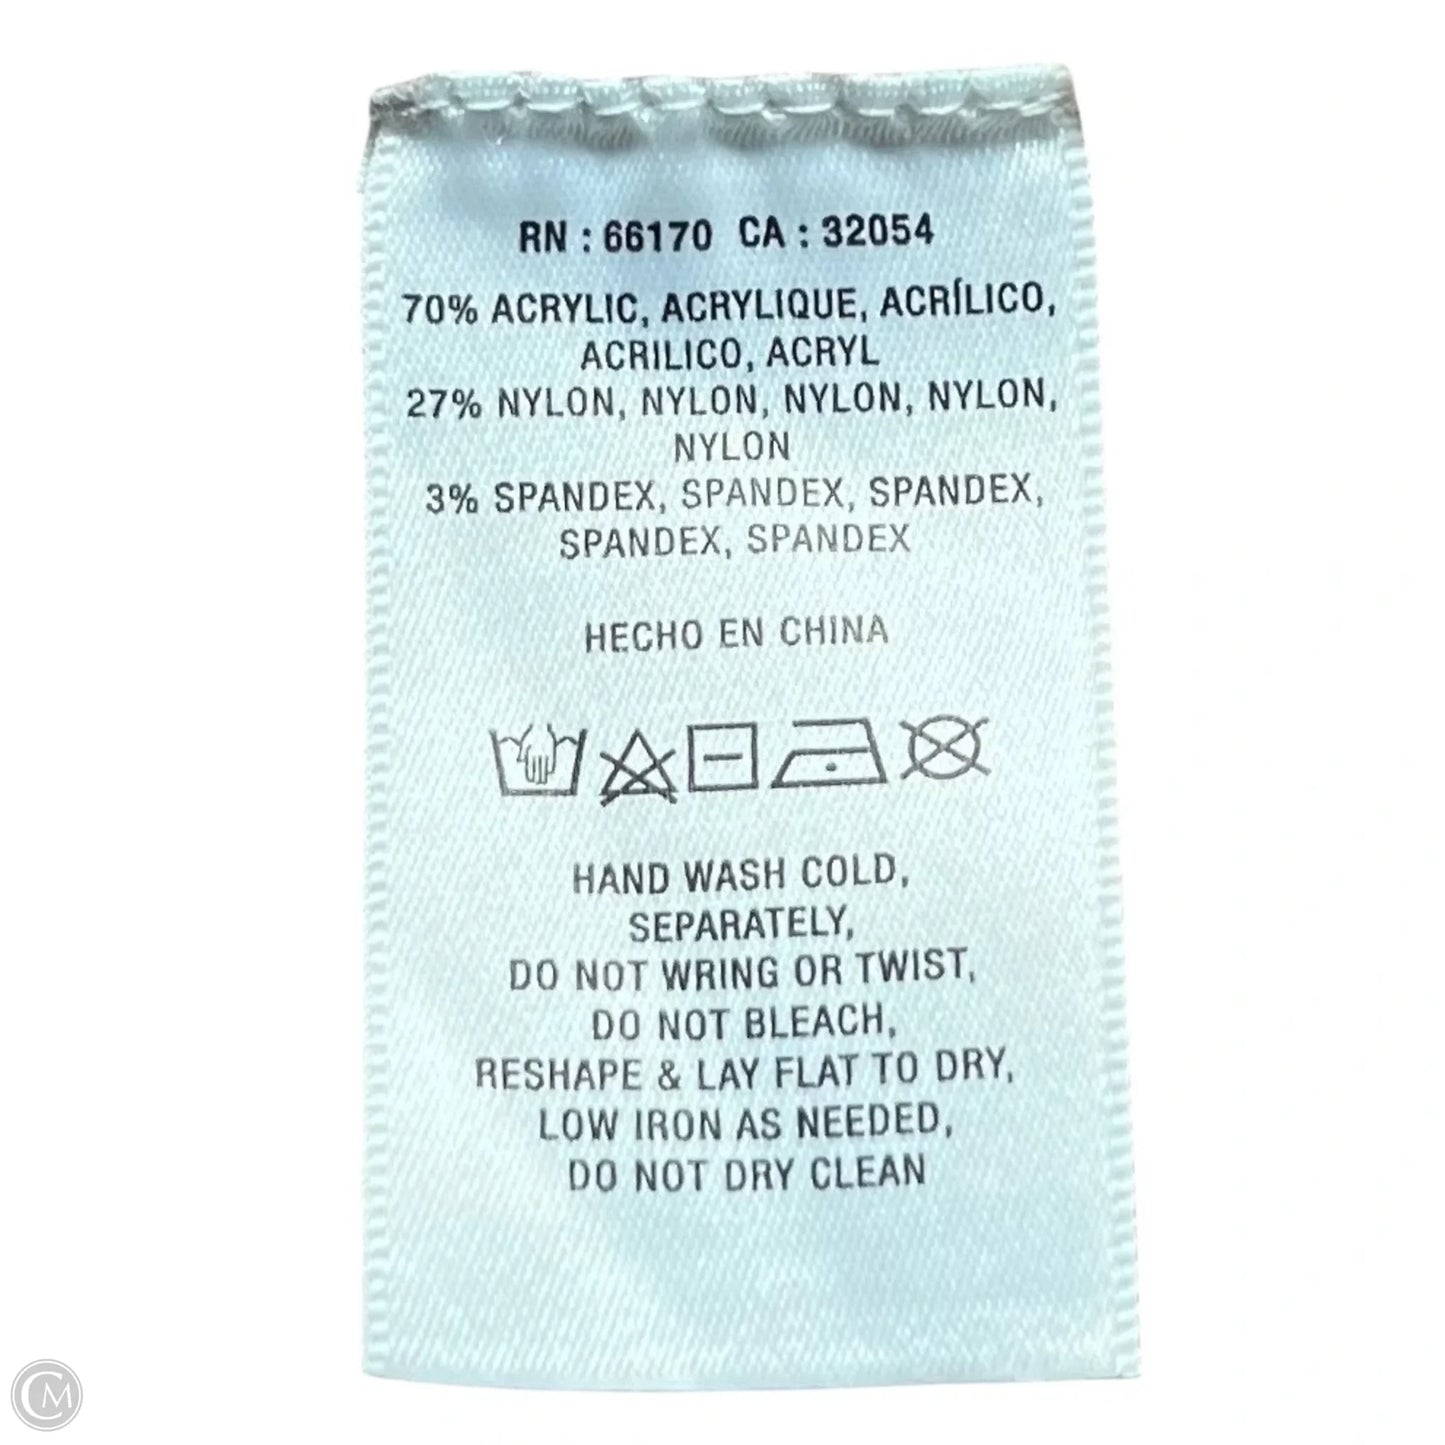 RN : 66170 CA : 32054
70% ACRYLIC, ACRYLIQUE, ACRÍLICO,
ACRILICO, ACRYL
27% NYLON, NYLON, NYLON, NYLON,
NYLON
3% SPANDEX, SPANDEX, SPANDEX,
SPANDEX, SPANDEX
HECHO EN CHINA
HAND WASH COLD,
SEPARATELY,
DO NOT WRING OR TWIST,
DO NOT BLEACH,
RESHAPE & LAY FLAT TO DRY,
LOW IRON AS NEEDED,
DO NOT DRY CLEAN
CM